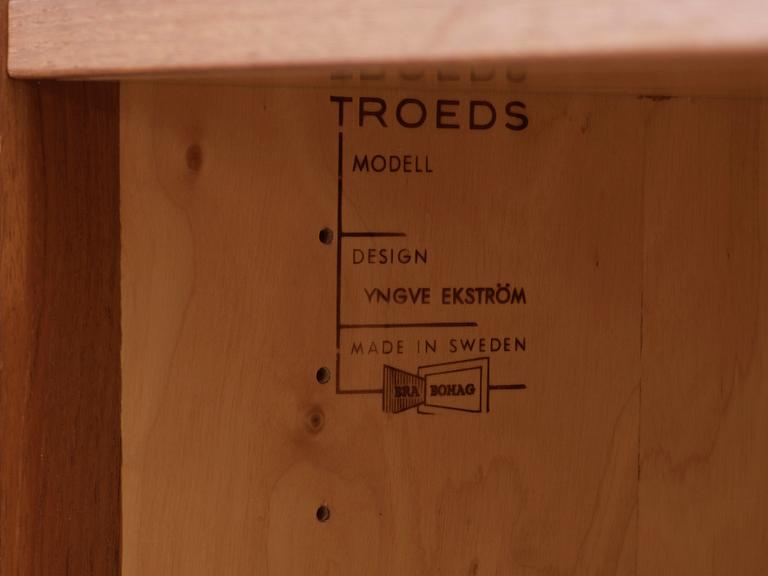 TROEDS
MODELL
DESIGN
YNGVE EKSTRÖM
MADE IN SWEDEN
BRA BOHAG